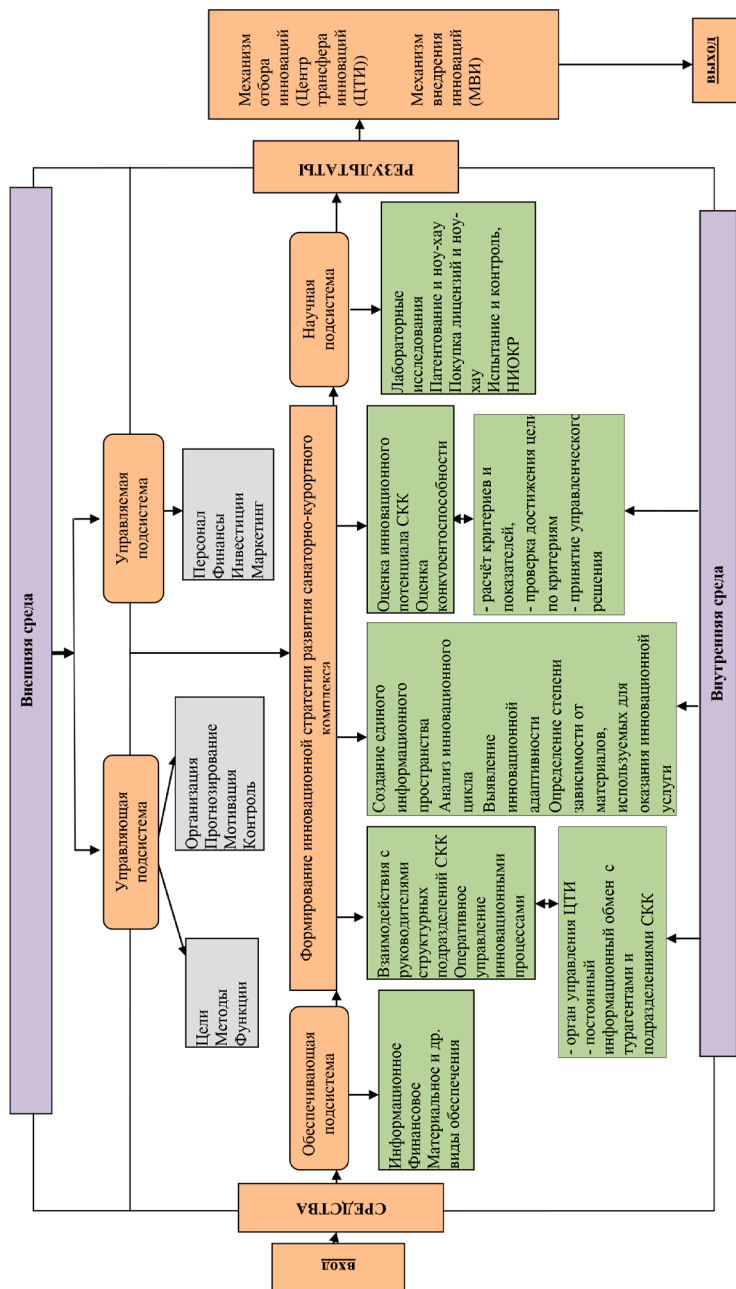 Внешняя среда
Управляющая
подсистема
Управляемая
подсистема
Цели
Методы
Функции
Организация
Прогнозирование
Мотивация
Контроль
Персонал
Финансы
Инвестиции
Маркетинг
ВХОД
СРЕДСТВА
Обеспечивающая
подсистема
Формирование инновационной стратегии развития санаторно-курортного
комплекса
Научная
подсистема
РЕЗУЛЬТАТЫ
Механизм
отбора
инноваций
(Центр
трансфера
инноваций
(ЦТИ))
Механизм
внедрения
инноваций
(МВИ)
ВЫХОД
Информационное
Финансовое
Материальное и др.
виды обеспечения
Взаимодействия с
руководителями
структурных
подразделений СКК
Оперативное
управление
инновационными
процессами
Создание единого
информационного
пространства
Анализ инновационного
цикла
Выявление
инновационной
адаптивности
Определение степени
зависимости от
материалов,
используемых для
оказания инновационной
услуги
Оценка инновационного
потенциала СКК
Оценка
конкурентоспособности
Лабораторные
исследования
Патентование и ноу-хау
Покупка лицензий и ноу-
хау
Испытание и контроль,
НИОКР
- орган управления ЦТИ
- постоянный
информационный обмен с
турагентами и
подразделениями СКК
- расчёт критериев и
показателей,
- проверка достижения цели
по критериям
- принятие управленческого
решения
Внутренняя среда